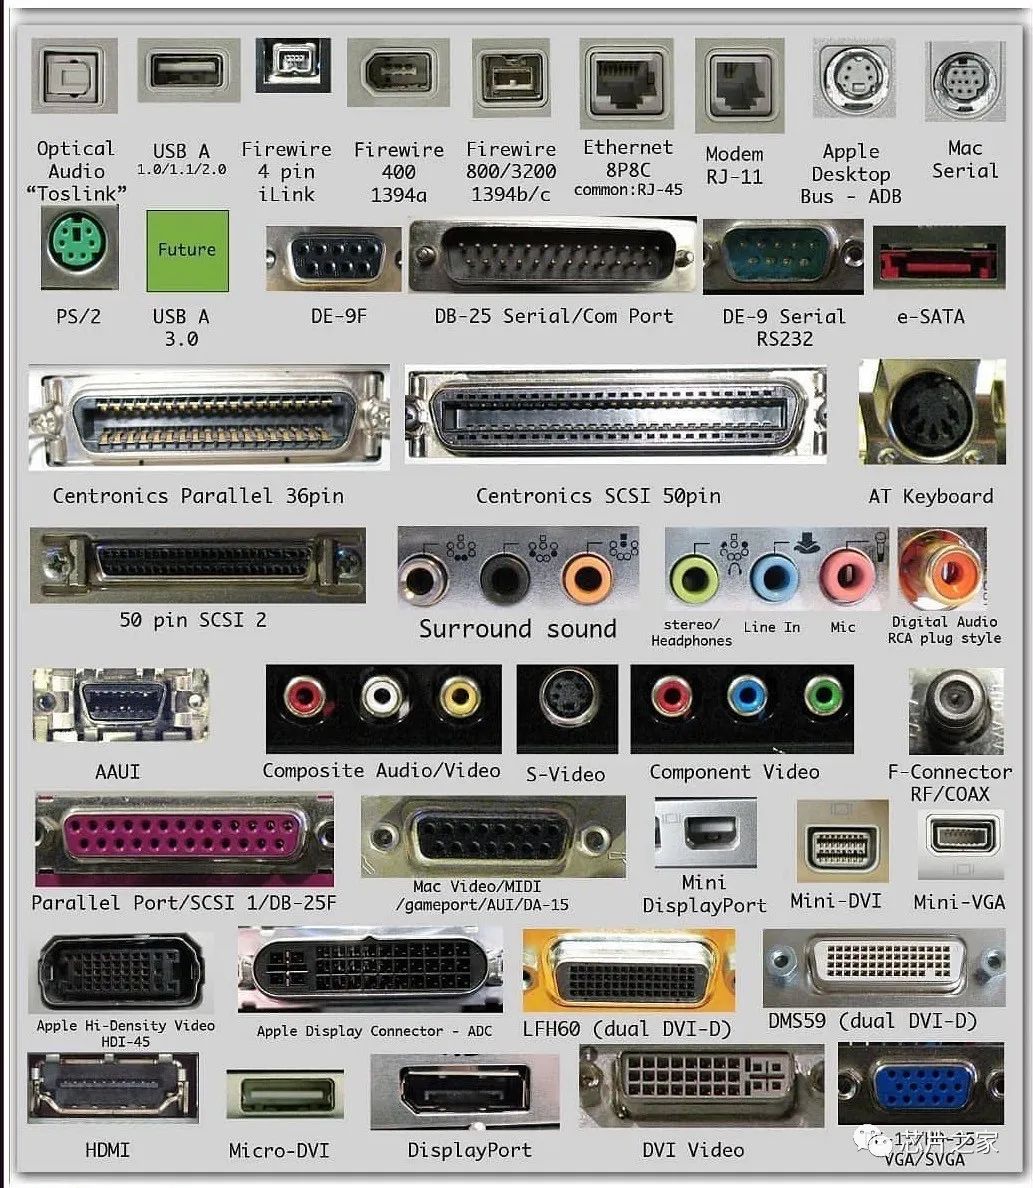 Optical
Audio
“Toslink”
USB A
1.0/1.1/2.0
Firewire
4 pin
iLink
Firewire
400
1394a
Firewire
800/3200
1394b/c
Ethernet
8P8C
common:RJ-45
Modem
RJ-11
Apple
Desktop
Bus - ADB
Mac
Serial
PS/2
Future
USB A
3.0
DE-9F
DB-25 Serial/Com Port
DE-9 Serial
RS232
e-SATA
Centronics Parallel 36pin
Centronics SCSI 50pin
AT Keyboard
50 pin SCSI 2
Surround sound
stereo/
Headphones
Line In
Mic
Digital Audio
RCA plug style
AAUI
Composite Audio/Video
S-Video
Component Video
F-Connector
RF/COAX
Parallel Port/SCSI 1/DB-25F
Mac Video/MIDI
/gameport/AUI/DA-15
Mini
DisplayPort
Mini-DVI
Mini-VGA
Apple Hi-Density Video
HDI-45
Apple Display Connector - ADC
LFH60 (dual DVI-D)
DMS59 (dual DVI-D)
HDMI
Micro-DVI
DisplayPort
DVI Video
VGA/SVGA
芯片之家